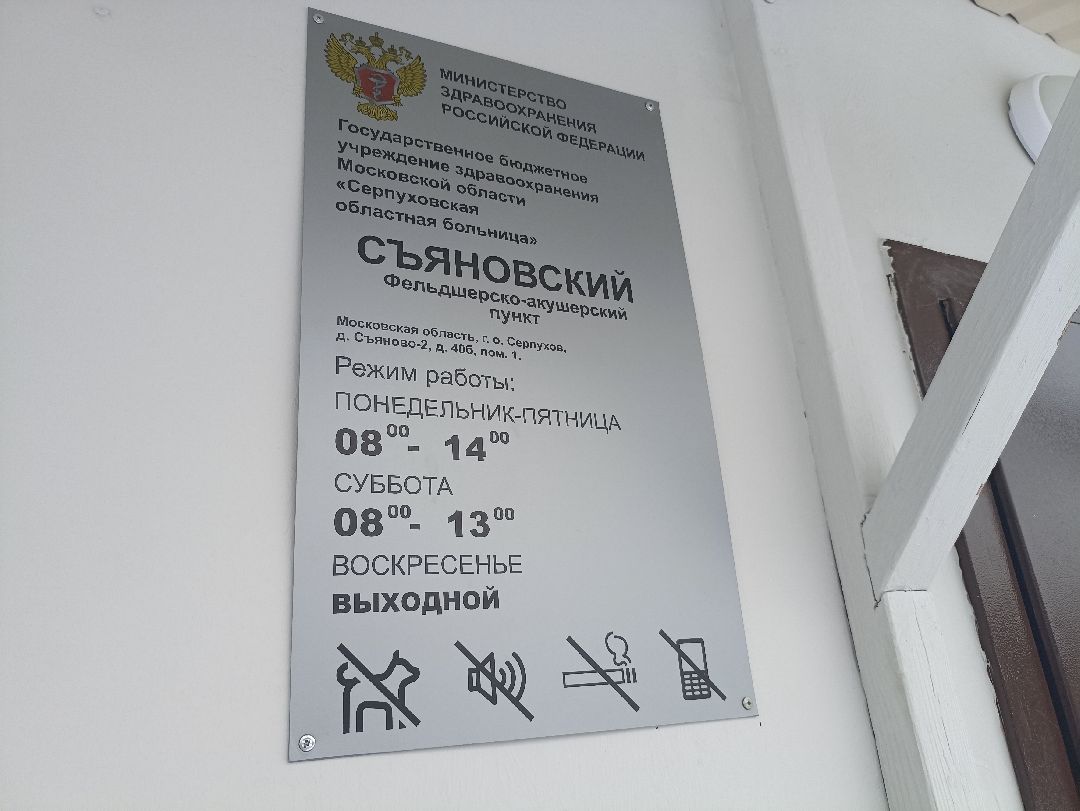 МИНИСТЕРСТВО
ЗДРАВООХРАНЕНИЯ
РОССИЙСКОЙ ФЕДЕРАЦИИ
Государственное бюджетное
учреждение здравоохранения
Московской области
«Серпуховская
областная больница»
СЪЯНОВСКИЙ
Фельдшерско-акушерский
пункт
Московская область, г. о. Серпухов,
д. Съяново-2, д. 40б, пом. 1.
Режим работы:
ПОНЕДЕЛЬНИК-ПЯТНИЦА
08⁰⁰- 14⁰⁰
СУББОТА
08⁰⁰- 13⁰⁰
ВОСКРЕСЕНЬЕ
ВЫХОДНОЙ